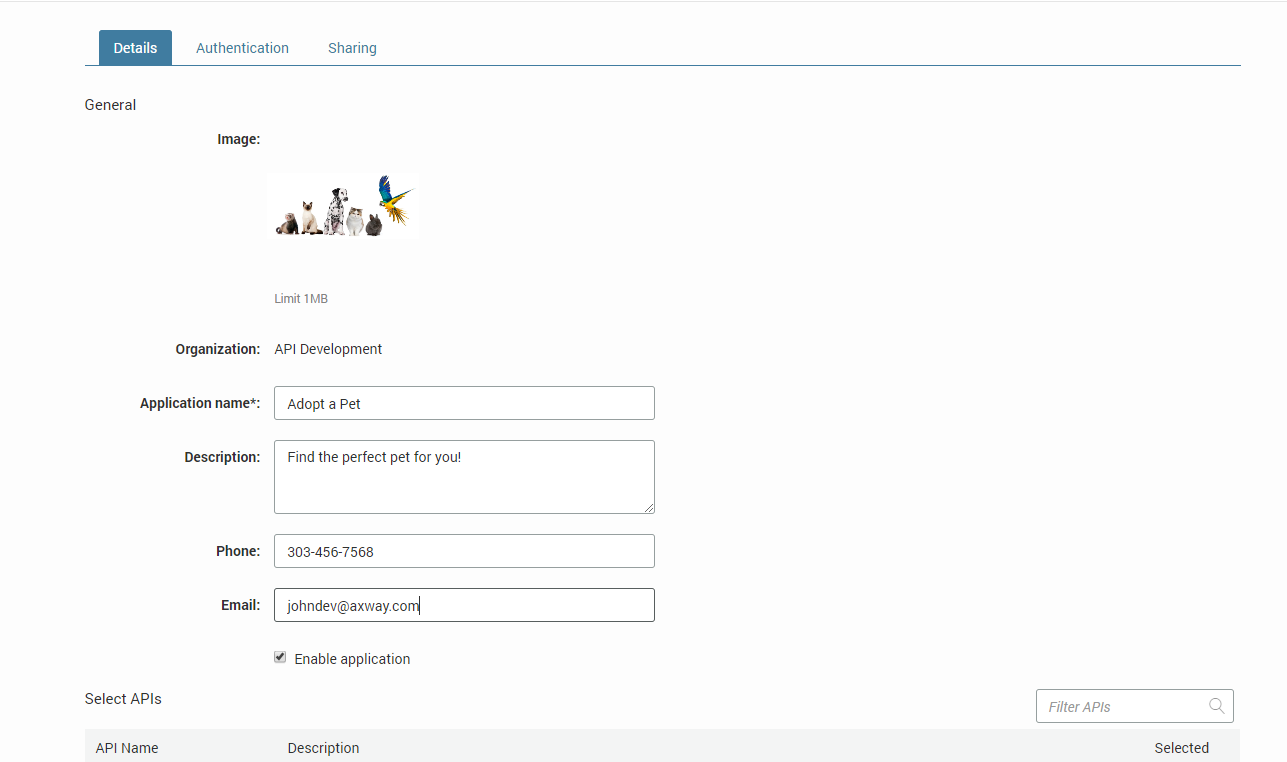 Details Authentication Sharing
General
Image:
Limit 1MB
Organization: API Development
Application name*: Adopt a Pet
Description: Find the perfect pet for you!
Phone: 303-456-7568
Email: johndev@axway.com
Enable application
Select APIs Filter APIs
API Name Description Selected